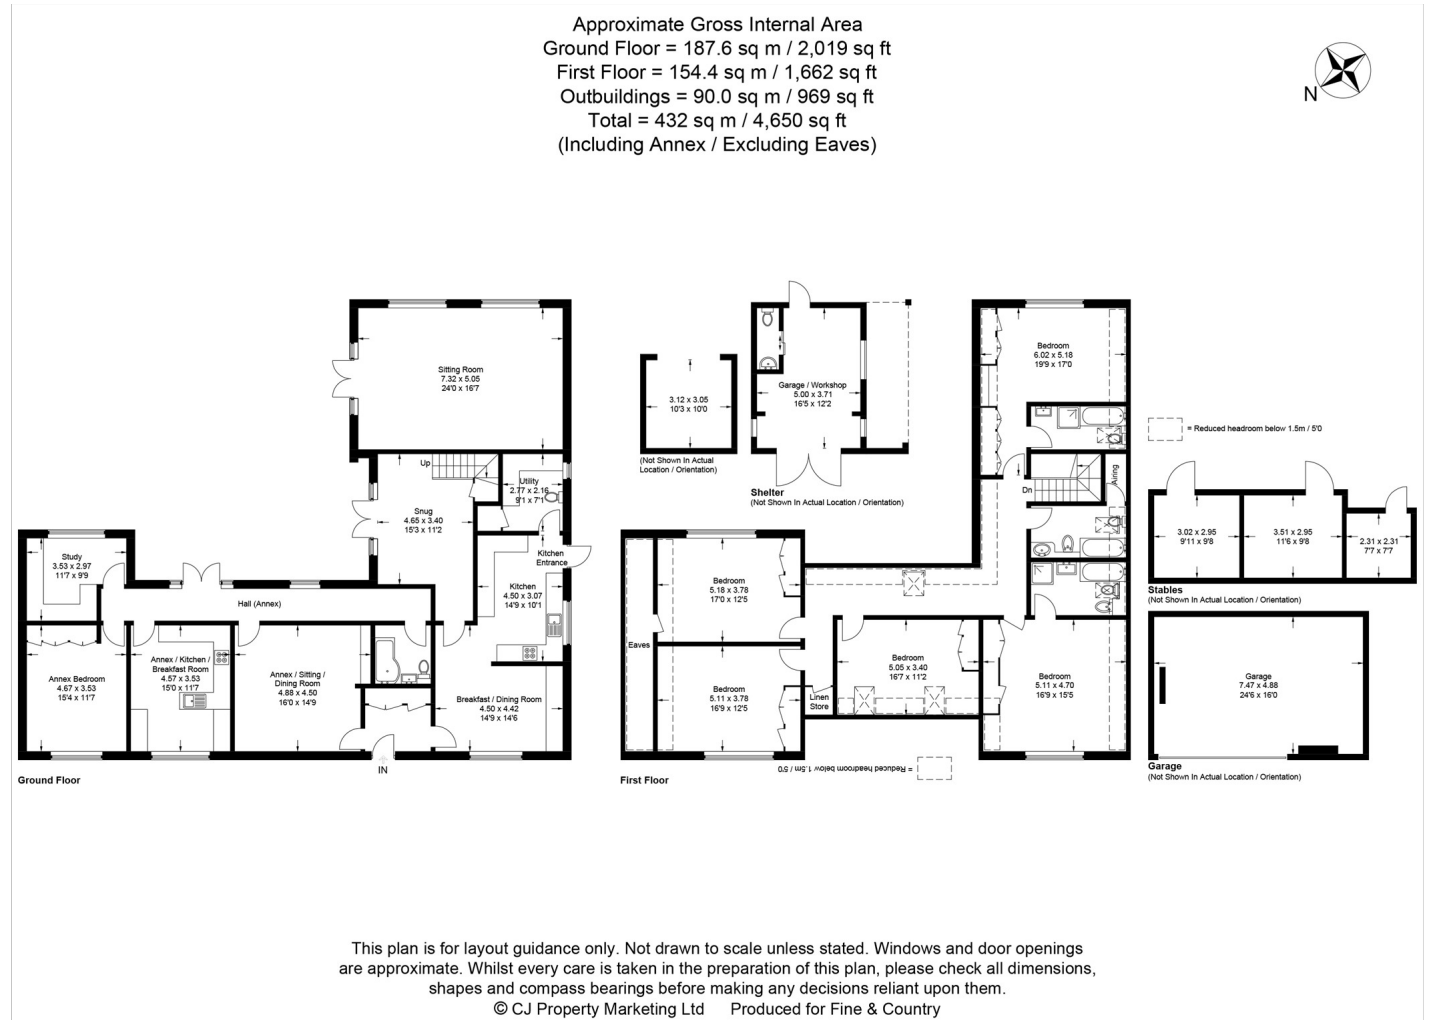 Approximate Gross Internal Area
Ground Floor = 187.6 sq m / 2,019 sq ft
First Floor = 154.4 sq m / 1,662 sq ft
Outbuildings = 90.0 sq m / 969 sq ft
Total = 432 sq m / 4,650 sq ft
(Including Annex / Excluding Eaves)
N
Sitting Room
7.32 x 5.05
24'0 x 16'7
Up
Utility
2.77 x 2.16
9'1 x 7'1
Snug
4.65 x 3.40
15'3 x 11'2
Kitchen
Entrance
Kitchen
4.50 x 3.07
14'9 x 10'1
Study
3.53 x 2.97
11'7 x 9'9
Hall (Annex)
Annex Bedroom
4.67 x 3.53
15'4 x 11'7
Annex / Kitchen /
Breakfast Room
4.57 x 3.53
15'0 x 11'7
Annex / Sitting /
Dining Room
4.88 x 4.50
16'0 x 14'9
Breakfast / Dining Room
4.50 x 4.42
14'9 x 14'6
IN
Ground Floor
3.12 x 3.05
10'3 x 10'0
(Not Shown In Actual
Location / Orientation)
Garage / Workshop
5.00 x 3.71
16'5 x 12'2
Shelter
(Not Shown In Actual Location / Orientation)
Bedroom
6.02 x 5.18
19'9 x 17'0
Dn
Airing
Bedroom
5.18 x 3.78
17'0 x 12'5
Eaves
Bedroom
5.11 x 3.78
16'9 x 12'5
Linen
Store
Bedroom
5.05 x 3.40
16'7 x 11'2
Bedroom
5.11 x 4.70
16'9 x 15'5
First Floor
= Reduced headroom below 1.5m / 5'0
= Reduced headroom below 1.5m / 5'0
3.02 x 2.95
9'11 x 9'8
3.51 x 2.95
11'6 x 9'8
2.31 x 2.31
7'7 x 7'7
Stables
(Not Shown In Actual Location / Orientation)
Garage
7.47 x 4.88
24'6 x 16'0
Garage
(Not Shown In Actual Location / Orientation)
This plan is for layout guidance only. Not drawn to scale unless stated. Windows and door openings
are approximate. Whilst every care is taken in the preparation of this plan, please check all dimensions,
shapes and compass bearings before making any decisions reliant upon them.
© CJ Property Marketing Ltd Produced for Fine & Country